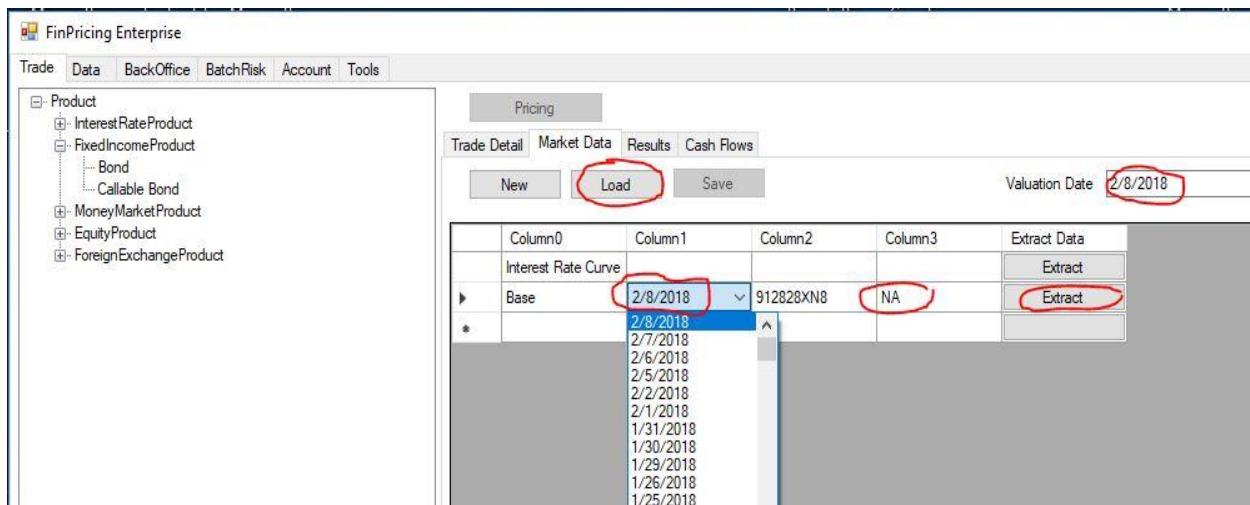 FinPricing Enterprise
Trade Data BackOffice BatchRisk Account Tools
Product
InterestRateProduct
FixedIncomeProduct
Bond
Callable Bond
MoneyMarketProduct
EquityProduct
ForeignExchangeProduct
Pricing
Trade Detail Market Data Results Cash Flows
New Load Save Valuation Date 2/8/2018
Column0 Column1 Column2 Column3 Extract Data
Interest Rate Curve Extract
Base 2/8/2018 912828XN8 NA Extract
2/8/2018
2/7/2018
2/6/2018
2/5/2018
2/2/2018
2/1/2018
1/31/2018
1/30/2018
1/29/2018
1/26/2018
1/25/2018